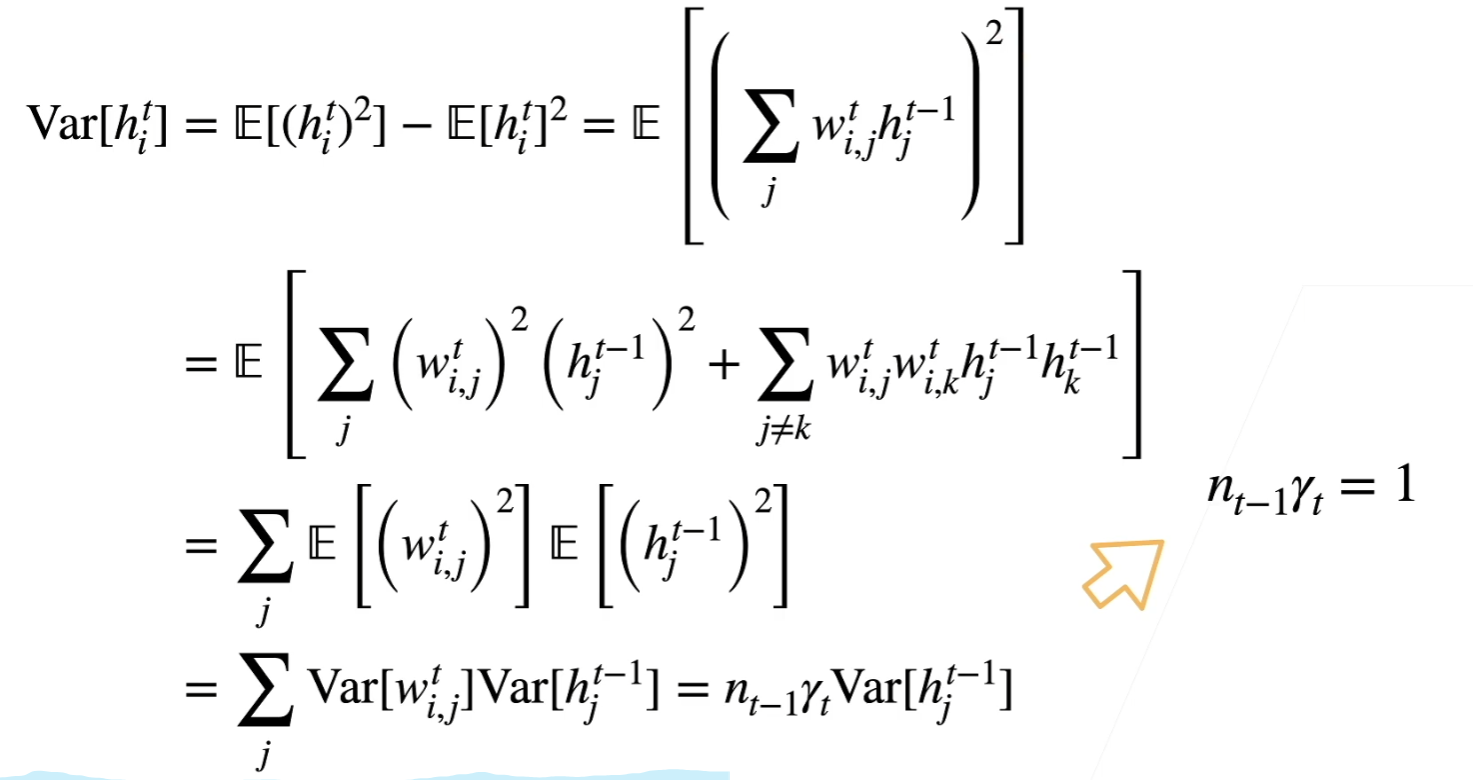 Var[h_i^t] = 𝔼[(h_i^t)^2] − 𝔼[h_i^t]^2 = 𝔼[(∑_j w_{i,j}^t h_j^{t−1})^2]
= 𝔼[∑_j (w_{i,j}^t)^2 (h_j^{t−1})^2 + ∑_{j≠k} w_{i,j}^t w_{i,k}^t h_j^{t−1} h_k^{t−1}]
n_{t−1}γ_t = 1
= ∑_j 𝔼[(w_{i,j}^t)^2] 𝔼[(h_j^{t−1})^2]
= ∑_j Var[w_{i,j}^t]Var[h_j^{t−1}] = n_{t−1}γ_tVar[h_j^{t−1}]